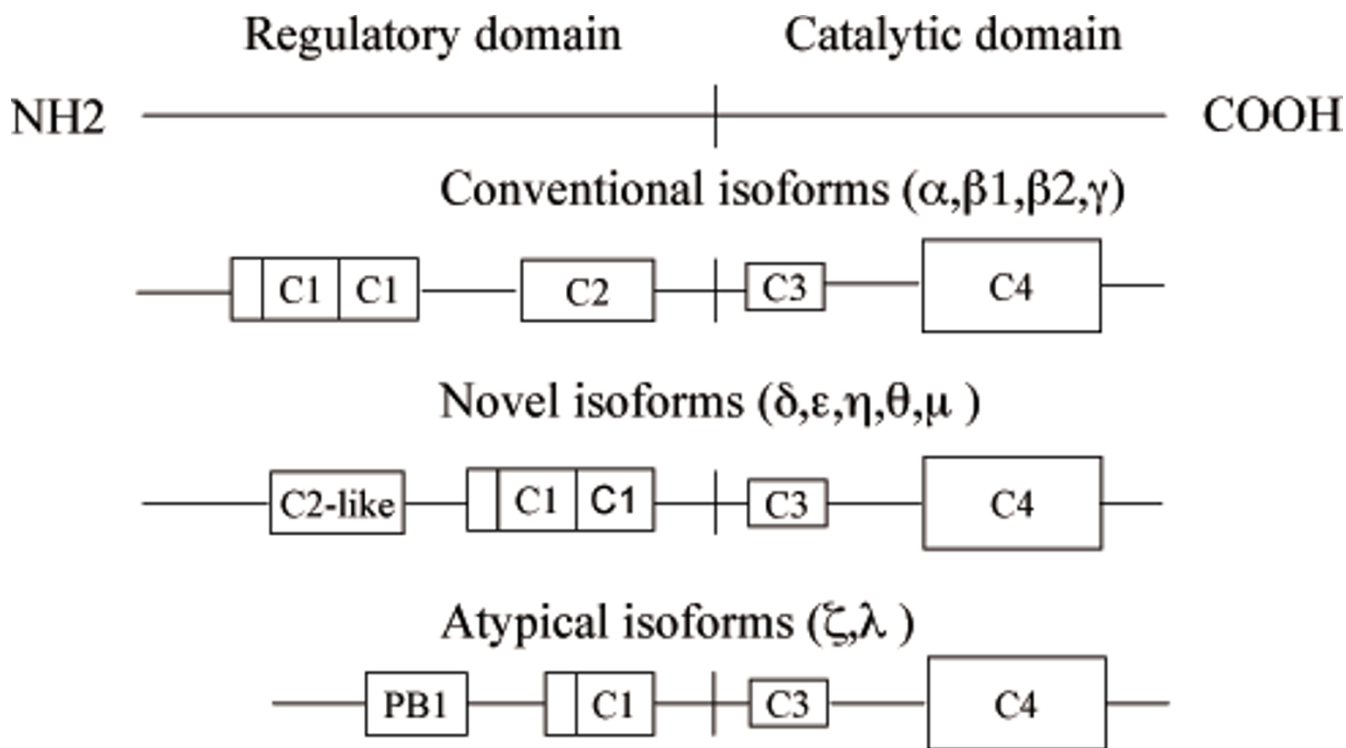 Regulatory domain Catalytic domain
NH2 COOH
Conventional isoforms (α,β1,β2,γ)
C1 C1 C2 C3 C4
Novel isoforms (δ,ε,η,θ,μ )
C2-like C1 C1 C3 C4
Atypical isoforms (ζ,λ )
PB1 C1 C3 C4